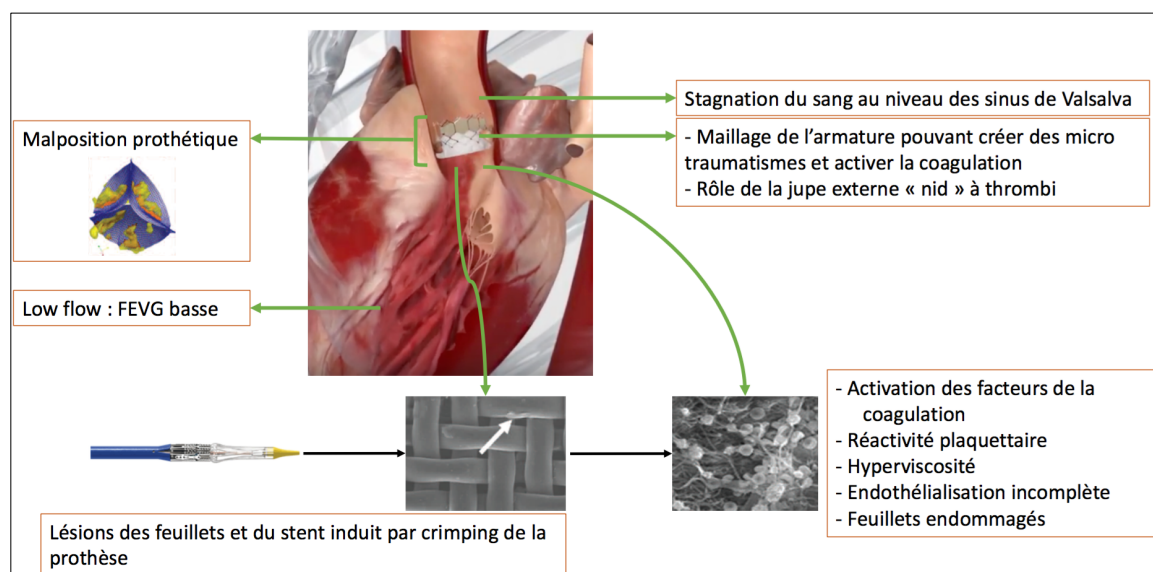 Stagnation du sang au niveau des sinus de Valsalva
Malposition prothétique
- Maillage de l’armature pouvant créer des micro
traumatismes et activer la coagulation
- Rôle de la jupe externe « nid » à thrombi
Low flow : FEVG basse
- Activation des facteurs de la
coagulation
- Réactivité plaquettaire
- Hyperviscosité
- Endothélialisation incomplète
- Feuillets endommagés
Lésions des feuillets et du stent induit par crimping de la
prothèse